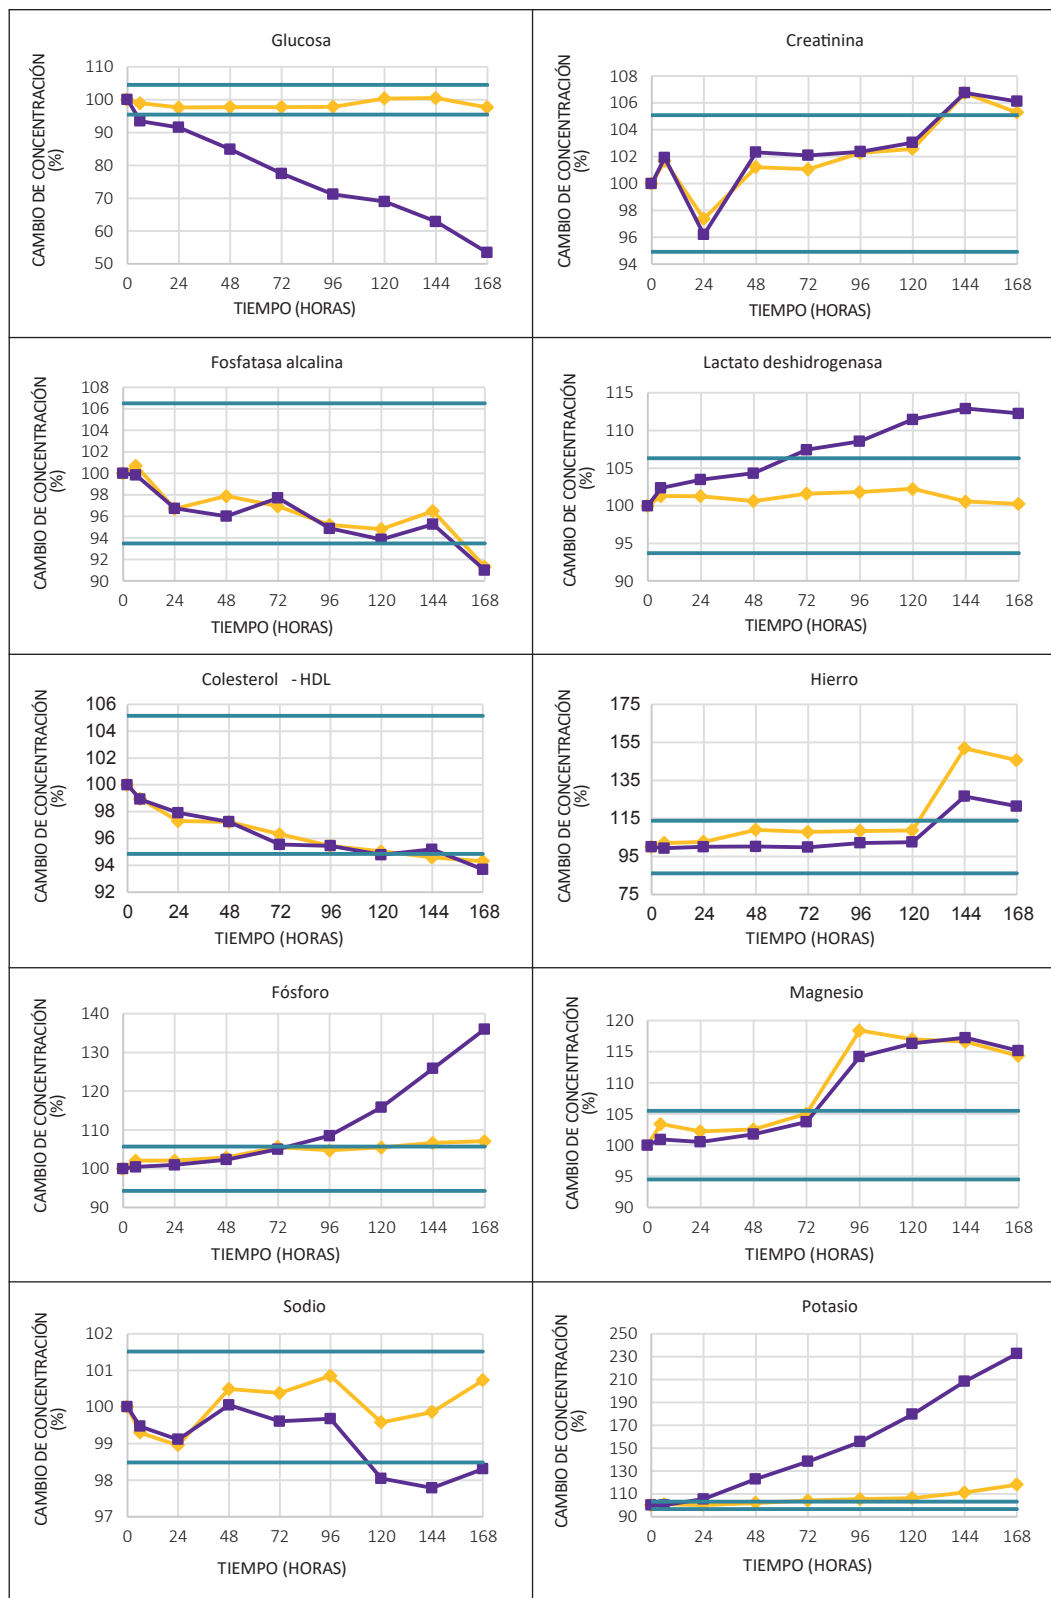 Glucosa
CAMBIO DE CONCENTRACIÓN
(%)
110
100
90
80
70
60
50
0 24 48 72 96 120 144 168
TIEMPO (HORAS)
Creatinina
CAMBIO DE CONCENTRACIÓN
(%)
108
106
104
102
100
98
96
94
0 24 48 72 96 120 144 168
TIEMPO (HORAS)
Fosfatasa alcalina
CAMBIO DE CONCENTRACIÓN
(%)
108
106
104
102
100
98
96
94
92
90
0 24 48 72 96 120 144 168
TIEMPO (HORAS)
Lactato deshidrogenasa
CAMBIO DE CONCENTRACIÓN
(%)
115
110
105
100
95
90
0 24 48 72 96 120 144 168
TIEMPO (HORAS)
Colesterol - HDL
CAMBIO DE CONCENTRACIÓN
(%)
106
104
102
100
98
96
94
92
0 24 48 72 96 120 144 168
TIEMPO (HORAS)
Hierro
CAMBIO DE CONCENTRACIÓN
(%)
175
155
135
115
95
75
0 24 48 72 96 120 144 168
TIEMPO (HORAS)
Fósforo
CAMBIO DE CONCENTRACIÓN
(%)
140
130
120
110
100
90
0 24 48 72 96 120 144 168
TIEMPO (HORAS)
Magnesio
CAMBIO DE CONCENTRACIÓN
(%)
120
115
110
105
100
95
90
0 24 48 72 96 120 144 168
TIEMPO (HORAS)
Sodio
CAMBIO DE CONCENTRACIÓN
(%)
102
101
100
99
98
97
0 24 48 72 96 120 144 168
TIEMPO (HORAS)
Potasio
CAMBIO DE CONCENTRACIÓN
(%)
250
230
210
190
170
150
130
110
90
0 24 48 72 96 120 144 168
TIEMPO (HORAS)